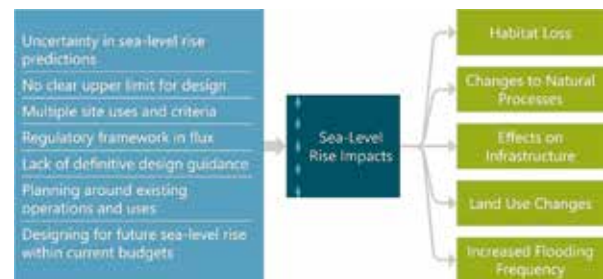 Uncertainty in sea-level rise
predictions
No clear upper limit for design
Multiple site uses and criteria
Regulatory framework in flux
Lack of definitive design guidance
Planning around existing
operations and uses
Designing for future sea-level rise
within current budgets
Sea-Level
Rise Impacts
Habitat Loss
Changes to Natural
Processes
Effects on
Infrastructure
Land Use Changes
Increased Flooding
Frequency